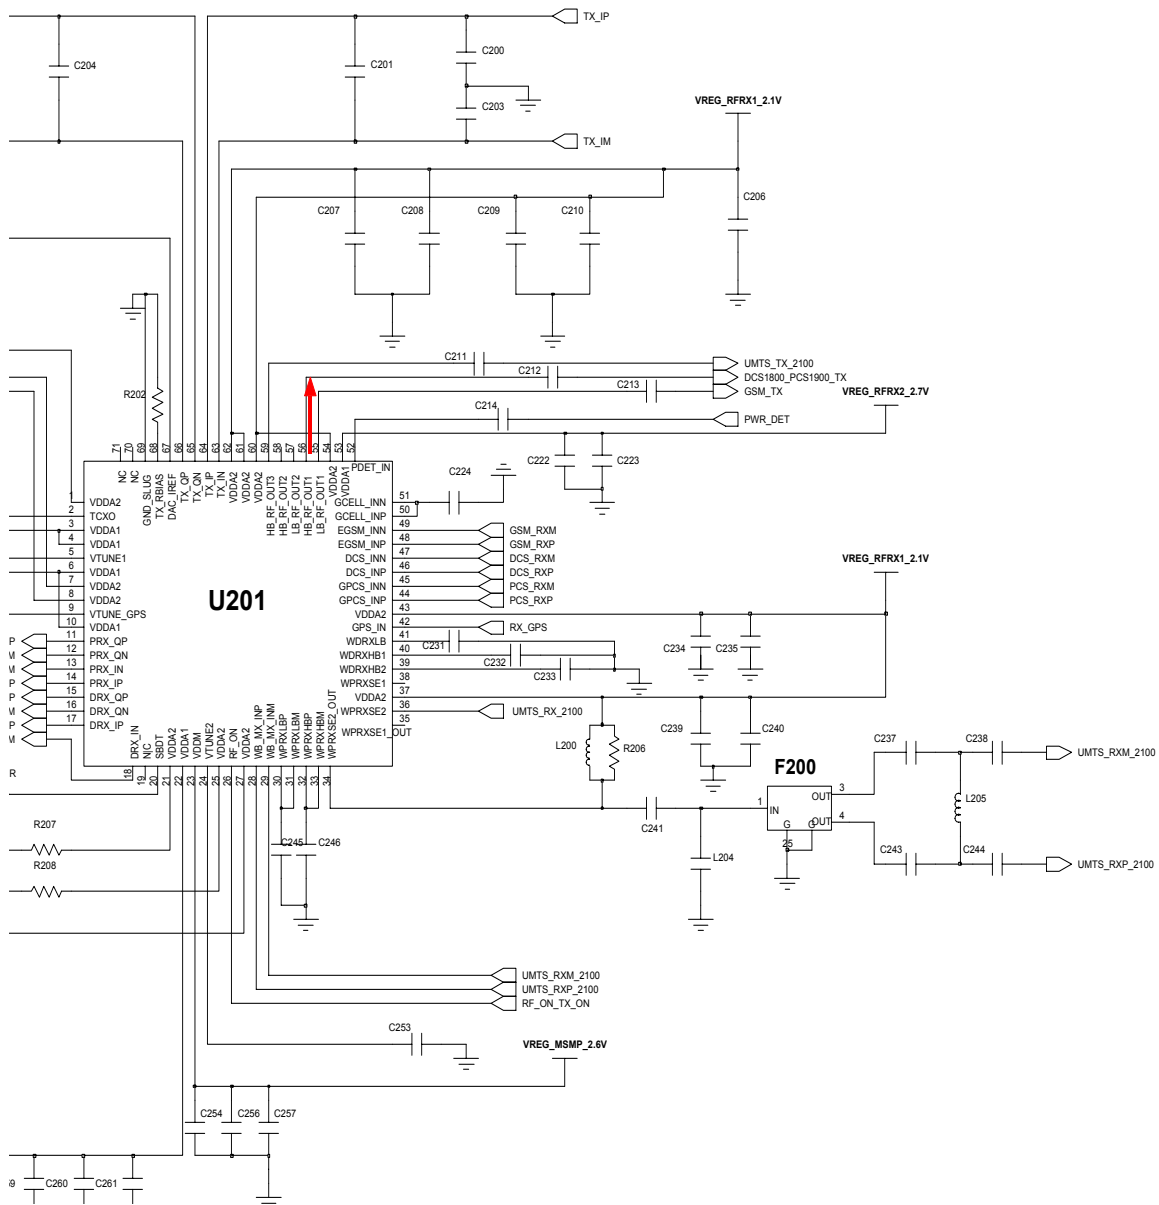 TX_IP
C204
C201
C200
C203
VREG_RFRX1_2.1V
TX_IM
C206
C207
C208
C209
C210
C211
UMTS_TX_2100
C212
DCS1800_PCS1900_TX
R202
C213
GSM_TX
VREG_RFRX2_2.7V
C214
PWR_DET
71
70
69
68
67
66
65
64
63
62
61
60
59
58
57
56
55
54
53
52
C222
C223
C224
NC
NC
GND_SLUG
TX_RBIAS
DAC_IREF
TX_QP
TX_QN
TX_IP
TX_IN
VDDA2
VDDA2
VDDA2
HB_RF_OUT3
HB_RF_OUT2
LB_RF_OUT2
HB_RF_OUT1
LB_RF_OUT1
VDDA2
VDDA1
PDET_IN
1 VDDA2
2 TCXO
3 VDDA1
4 VDDA1
5 VTUNE1
6 VDDA1
7 VDDA2
8 VDDA2
9 VTUNE_GPS
10 VDDA1
P 11 PRX_QP
M 12 PRX_QN
M 13 PRX_IN
P 14 PRX_IP
P 15 DRX_QP
M 16 DRX_QN
P 17 DRX_IP
M
U201
GCELL_INN 51
GCELL_INP 50
EGSM_INN 49 GSM_RXM
EGSM_INP 48 GSM_RXP
DCS_INN 47 DCS_RXM
DCS_INP 46 DCS_RXP
GPCS_INN 45 PCS_RXM
GPCS_INP 44 PCS_RXP
VDDA2 43
GPS_IN 42 RX_GPS
WDRXLB 41 C231
WDRXHB1 40 C232
WDRXHB2 39 C233
WPRXSE1 38
VDDA2 37
WPRXSE2 36 UMTS_RX_2100
WPRXSE1_OUT 35
VREG_RFRX1_2.1V
C234
C235
C239
C240
L200
R206
DRX_IN
N/C
SBDT
VDDA2
VDDA1
VDDM
VTUNE2
VDDA2
RF_ON
VDDA2
WB_MX_INP
WB_MX_INM
WPRXLBP
WPRXLBM
WPRXHBP
WPRXHBM
WPRXSE2_OUT
18
19
20
21
22
23
24
25
26
27
28
29
30
31
32
33
34
R
C237
C238
UMTS_RXM_2100
F200
1 IN
OUT 3
OUT 4
G
G
25
L205
C241
L204
C243
C244
UMTS_RXP_2100
R207
R208
C245
C246
UMTS_RXM_2100
UMTS_RXP_2100
RF_ON_TX_ON
C253
VREG_MSMP_2.6V
C254
C256
C257
C260
C261